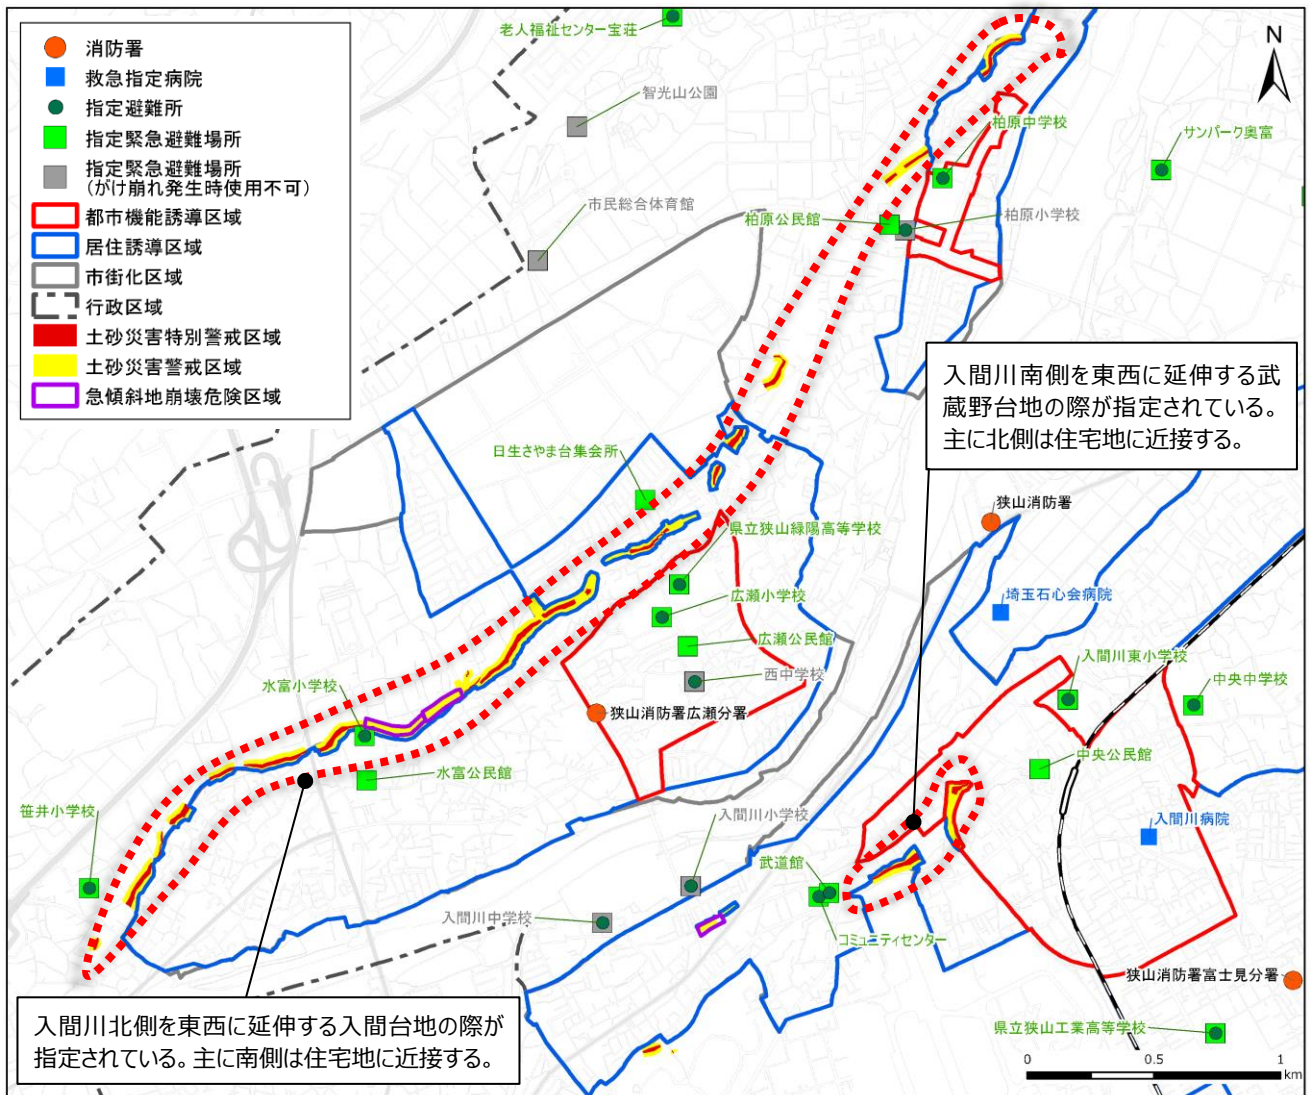 消防署
救急指定病院
指定避難所
指定緊急避難場所
指定緊急避難場所
(がけ崩れ発生時使用不可)
都市機能誘導区域
居住誘導区域
市街化区域
行政区域
土砂災害特別警戒区域
土砂災害警戒区域
急傾斜地崩壊危険区域
老人福祉センター宝荘
N
智光山公園
柏原中学校
サンパーク奥富
市民総合体育館
柏原公民館
柏原小学校
入間川南側を東西に延伸する武
蔵野台地の際が指定されている。
主に北側は住宅地に近接する。
日生さやま台集会所
狭山消防署
県立狭山緑陽高等学校
埼玉石心会病院
広瀬小学校
広瀬公民館
入間川東小学校
西中学校
中央中学校
水富小学校
狭山消防署広瀬分署
中央公民館
水富公民館
笹井小学校
入間川小学校
入間川病院
武道館
入間川中学校
コミュニティセンター
狭山消防署富士見分署
入間川北側を東西に延伸する入間台地の際が
指定されている。主に南側は住宅地に近接する。
県立狭山工業高等学校
0 0.5 1
km